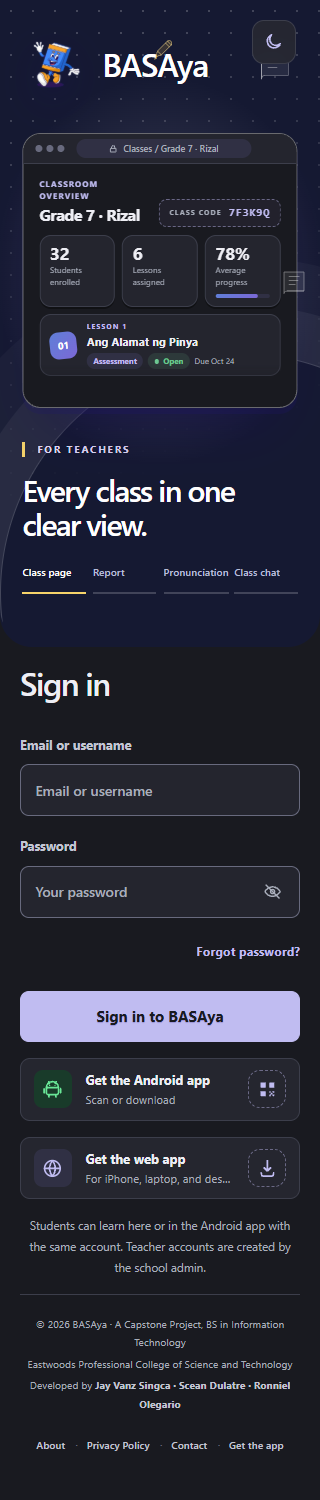 BASAya
Classes / Grade 7 · Rizal
CLASSROOM
OVERVIEW
Grade 7 · Rizal
CLASS CODE 7F3K9Q
32
Students
enrolled
6
Lessons
assigned
78%
Average
progress
01
LESSON 1
Ang Alamat ng Pinya
Assessment Open Due Oct 24
FOR TEACHERS
Every class in one
clear view.
Class page Report Pronunciation Class chat
Sign in
Email or username
Email or username
Password
Your password
Forgot password?
Sign in to BASAya
Get the Android app
Scan or download
Get the web app
For iPhone, laptop, and des...
Students can learn here or in the Android app with
the same account. Teacher accounts are created by
the school admin.
© 2026 BASAya · A Capstone Project, BS in Information
Technology
Eastwoods Professional College of Science and Technology
Developed by Jay Vanz Singca · Scean Dulatre · Ronniel
Olegario
About · Privacy Policy · Contact · Get the app